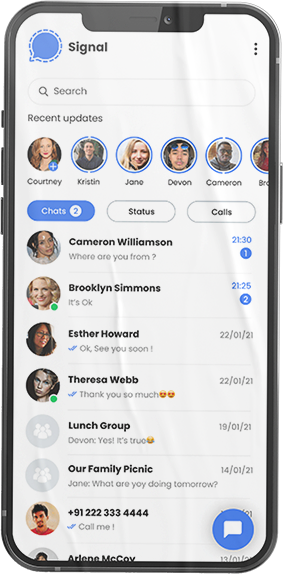 Signal
Search
Recent updates
Courtney Kristin Jane Devon Cameron Bro
Chats 2 Status Calls
Cameron Williamson 21:30
Where are you from ? 1
Brooklyn Simmons 21:25
It's Ok 2
Esther Howard 22/01/21
Ok, See you soon !
Theresa Webb 22/01/21
Thank you so much😍😍
Lunch Group 19/01/21
Devon: Yes! It's true😂
Our Family Picnic 14/01/21
Jane: What are yoy doing tomorrow?
+91 222 333 4444
Call me !
Arlene McCoy 13/01/21